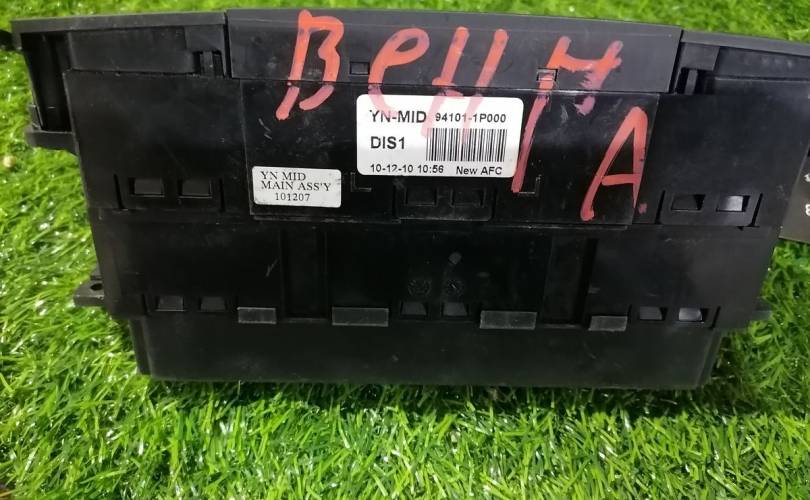 ВЕНГА
YN-MID 94101-1P000
DIS1
10-12-10 10:56 New AFC
YN MID
MAIN ASS'Y
101207